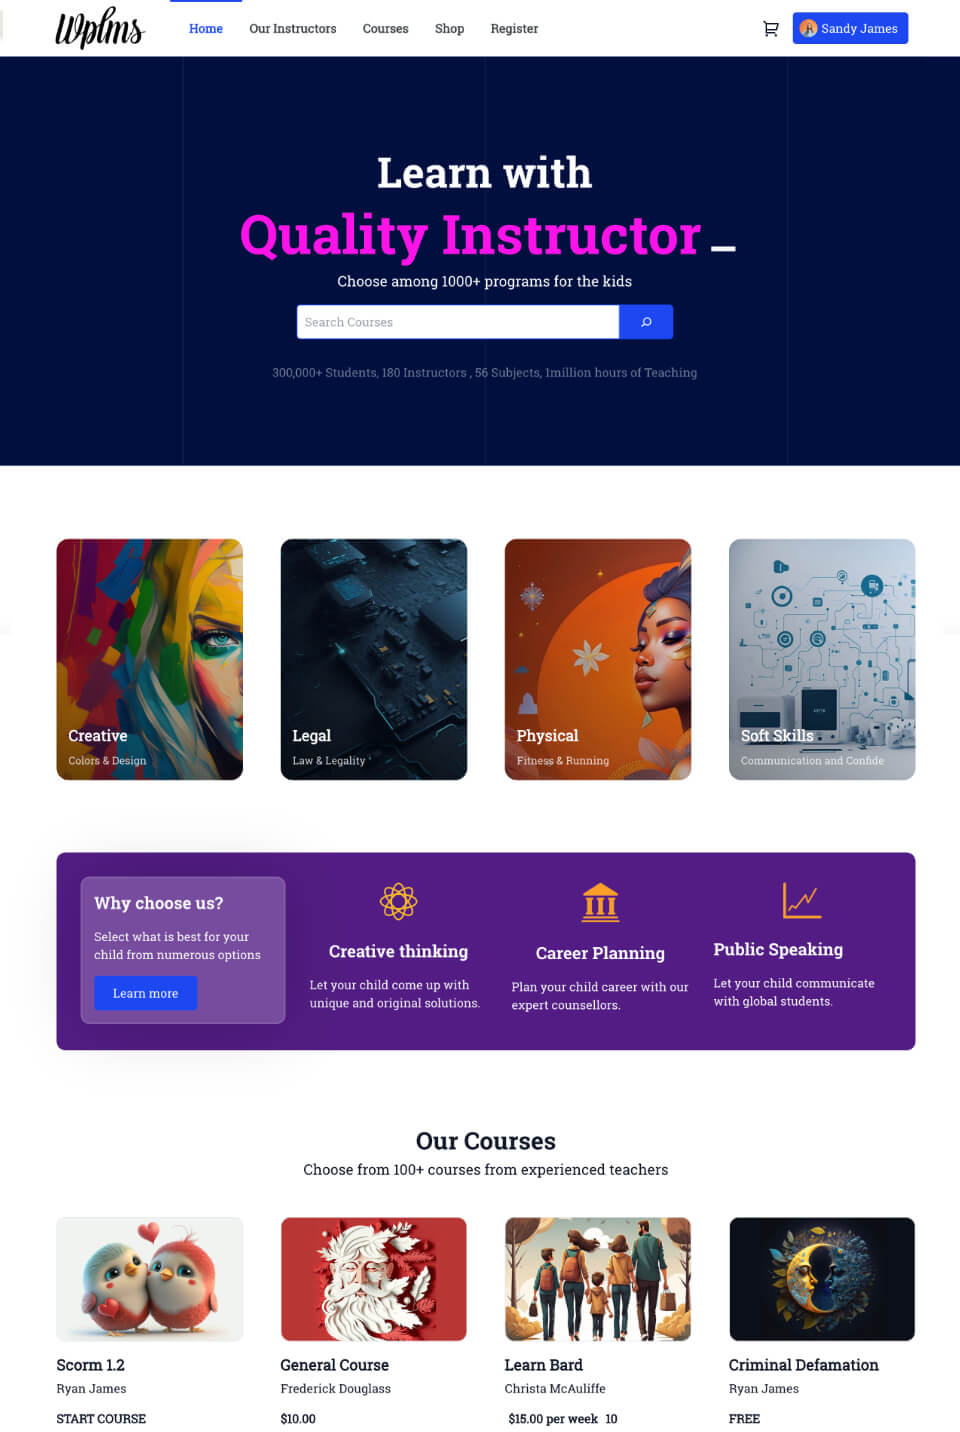 Wplms
Home
Our Instructors
Courses
Shop
Register
Sandy James
Learn with
Quality Instructor _
Choose among 1000+ programs for the kids
Search Courses
300,000+ Students, 180 Instructors , 56 Subjects, 1million hours of Teaching
Creative
Colors & Design
Legal
Law & Legality
Physical
Fitness & Running
Soft Skills
Communication and Confide
Why choose us?
Select what is best for your
child from numerous options
Learn more
Creative thinking
Let your child come up with
unique and original solutions.
Career Planning
Plan your child career with our
expert counsellors.
Public Speaking
Let your child communicate
with global students.
Our Courses
Choose from 100+ courses from experienced teachers
Scorm 1.2
Ryan James
START COURSE
General Course
Frederick Douglass
$10.00
Learn Bard
Christa McAuliffe
$15.00 per week 10
Criminal Defamation
Ryan James
FREE